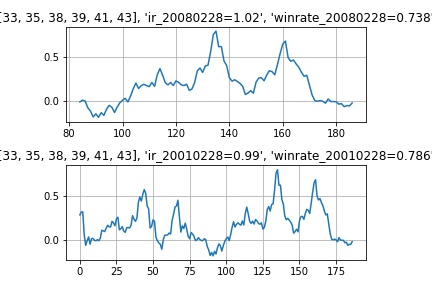 [33, 35, 38, 39, 41, 43], 'ir_20080228=1.02', 'winrate_20080228=0.738'
0.5
0.0
80 100 120 140 160 180
[33, 35, 38, 39, 41, 43], 'ir_20010228=0.99', 'winrate_20010228=0.786'
0.5
0.0
0 25 50 75 100 125 150 175